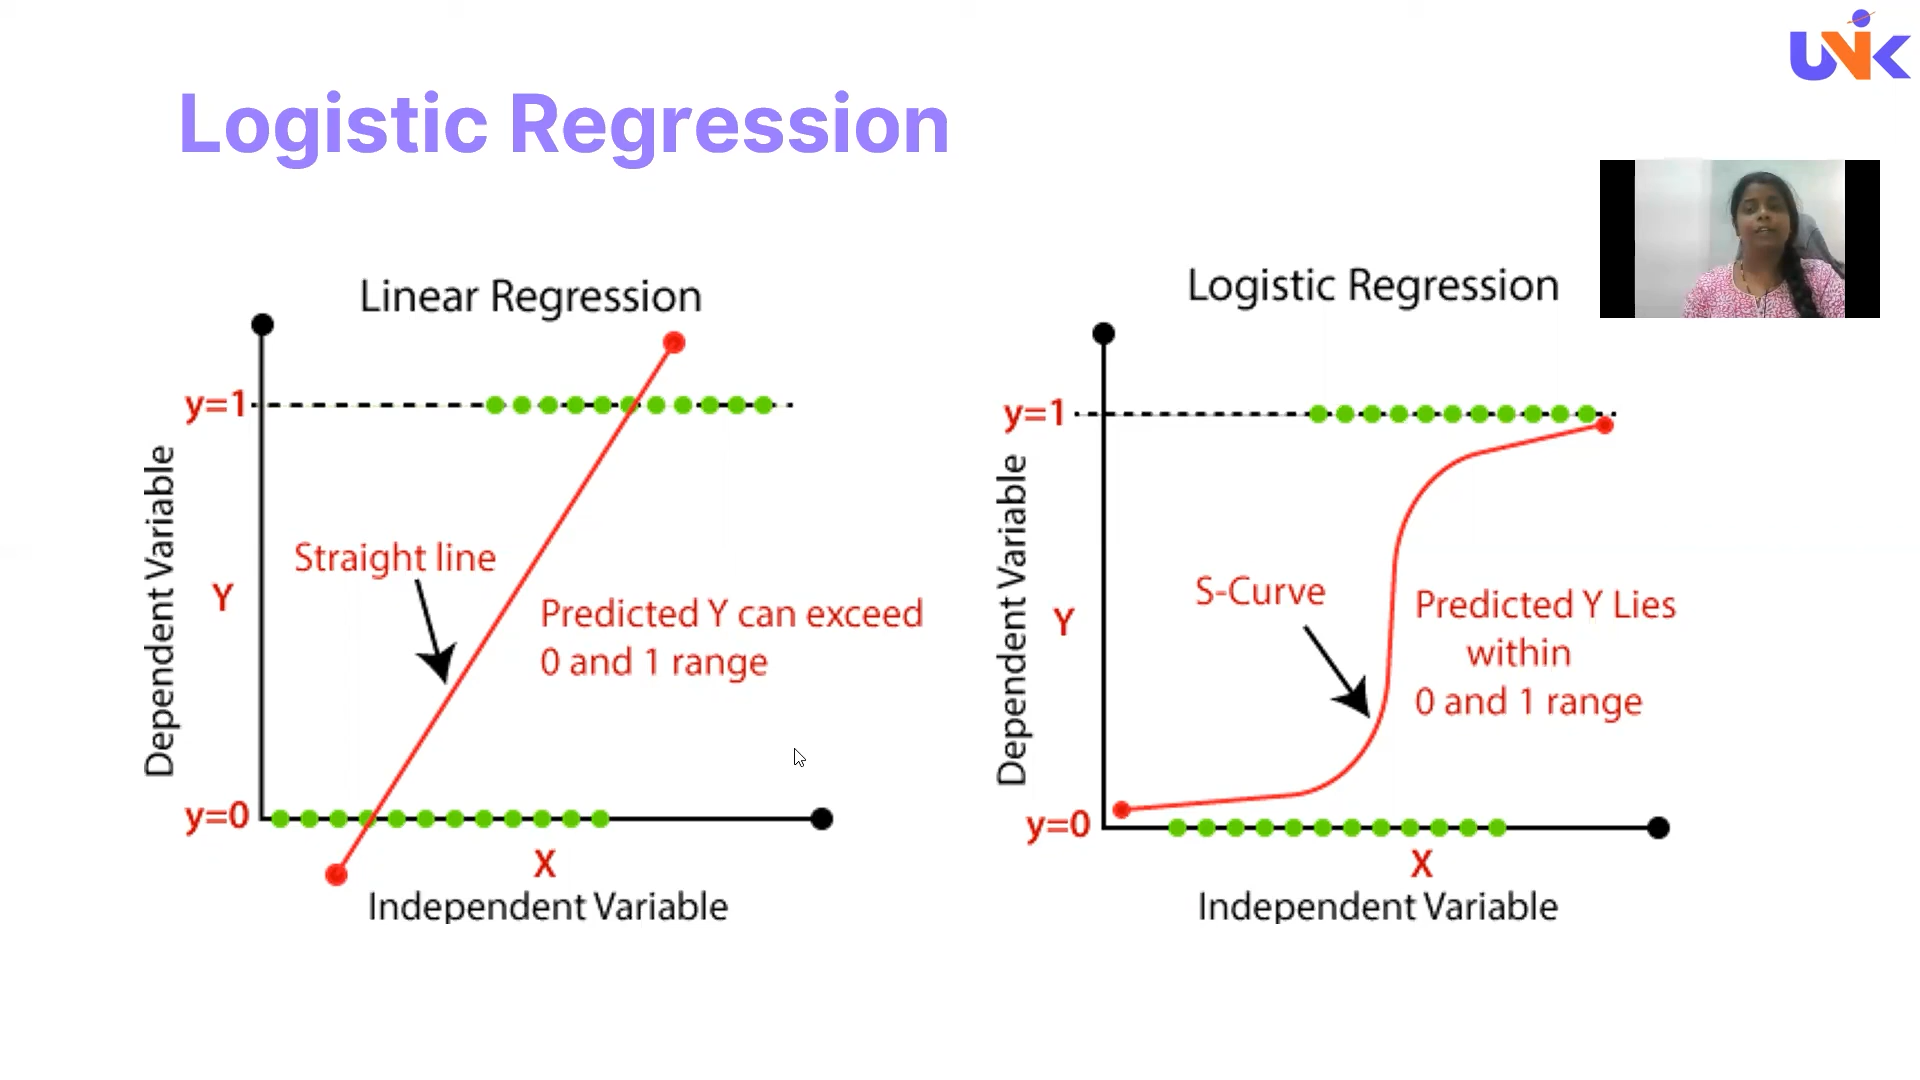 UNIK
Logistic Regression
Linear Regression
y=1
Dependent Variable
Y
Straight line
Predicted Y can exceed
0 and 1 range
y=0
X
Independent Variable
Logistic Regression
y=1
Dependent Variable
Y
S-Curve
Predicted Y Lies
within
0 and 1 range
y=0
X
Independent Variable